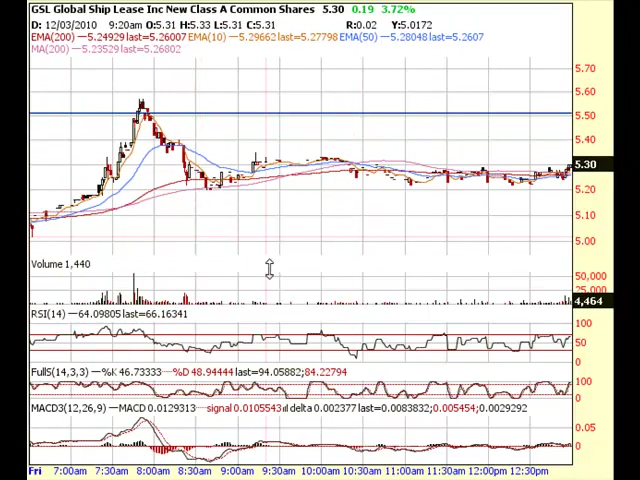 GSL Global Ship Lease Inc New Class A Common Shares 5.30 0.19 3.72%
D: 12/03/2010 9:20am O:5.31 H:5.33 L:5.31 C:5.31 R:0.02 Y:5.0172
EMA(200) —5.24929 last=5.26007 EMA(10) —5.29662 last=5.27798 EMA(50) —5.28048 last=5.2607
MA(200) —5.23529 last=5.26802
5.70
5.60
5.50
5.40
5.30
5.20
5.10
5.00
Volume 1,440
50,000
25,000
4,464
RSI(14) —64.09805 last=66.16341
100
50
0
FullS(14,3,3) —%K 46.73333 %D 48.94444 last=94.05882;84.22794
100
0
MACD3(12,26,9) —MACD 0.0129313 signal 0.0105543 delta 0.002377 last=0.0083832;0.005454;0.0029292
0.05
0
Fri 7:00am 7:30am 8:00am 8:30am 9:00am 9:30am 10:00am 10:30am 11:00am 11:30am 12:00pm 12:30pm